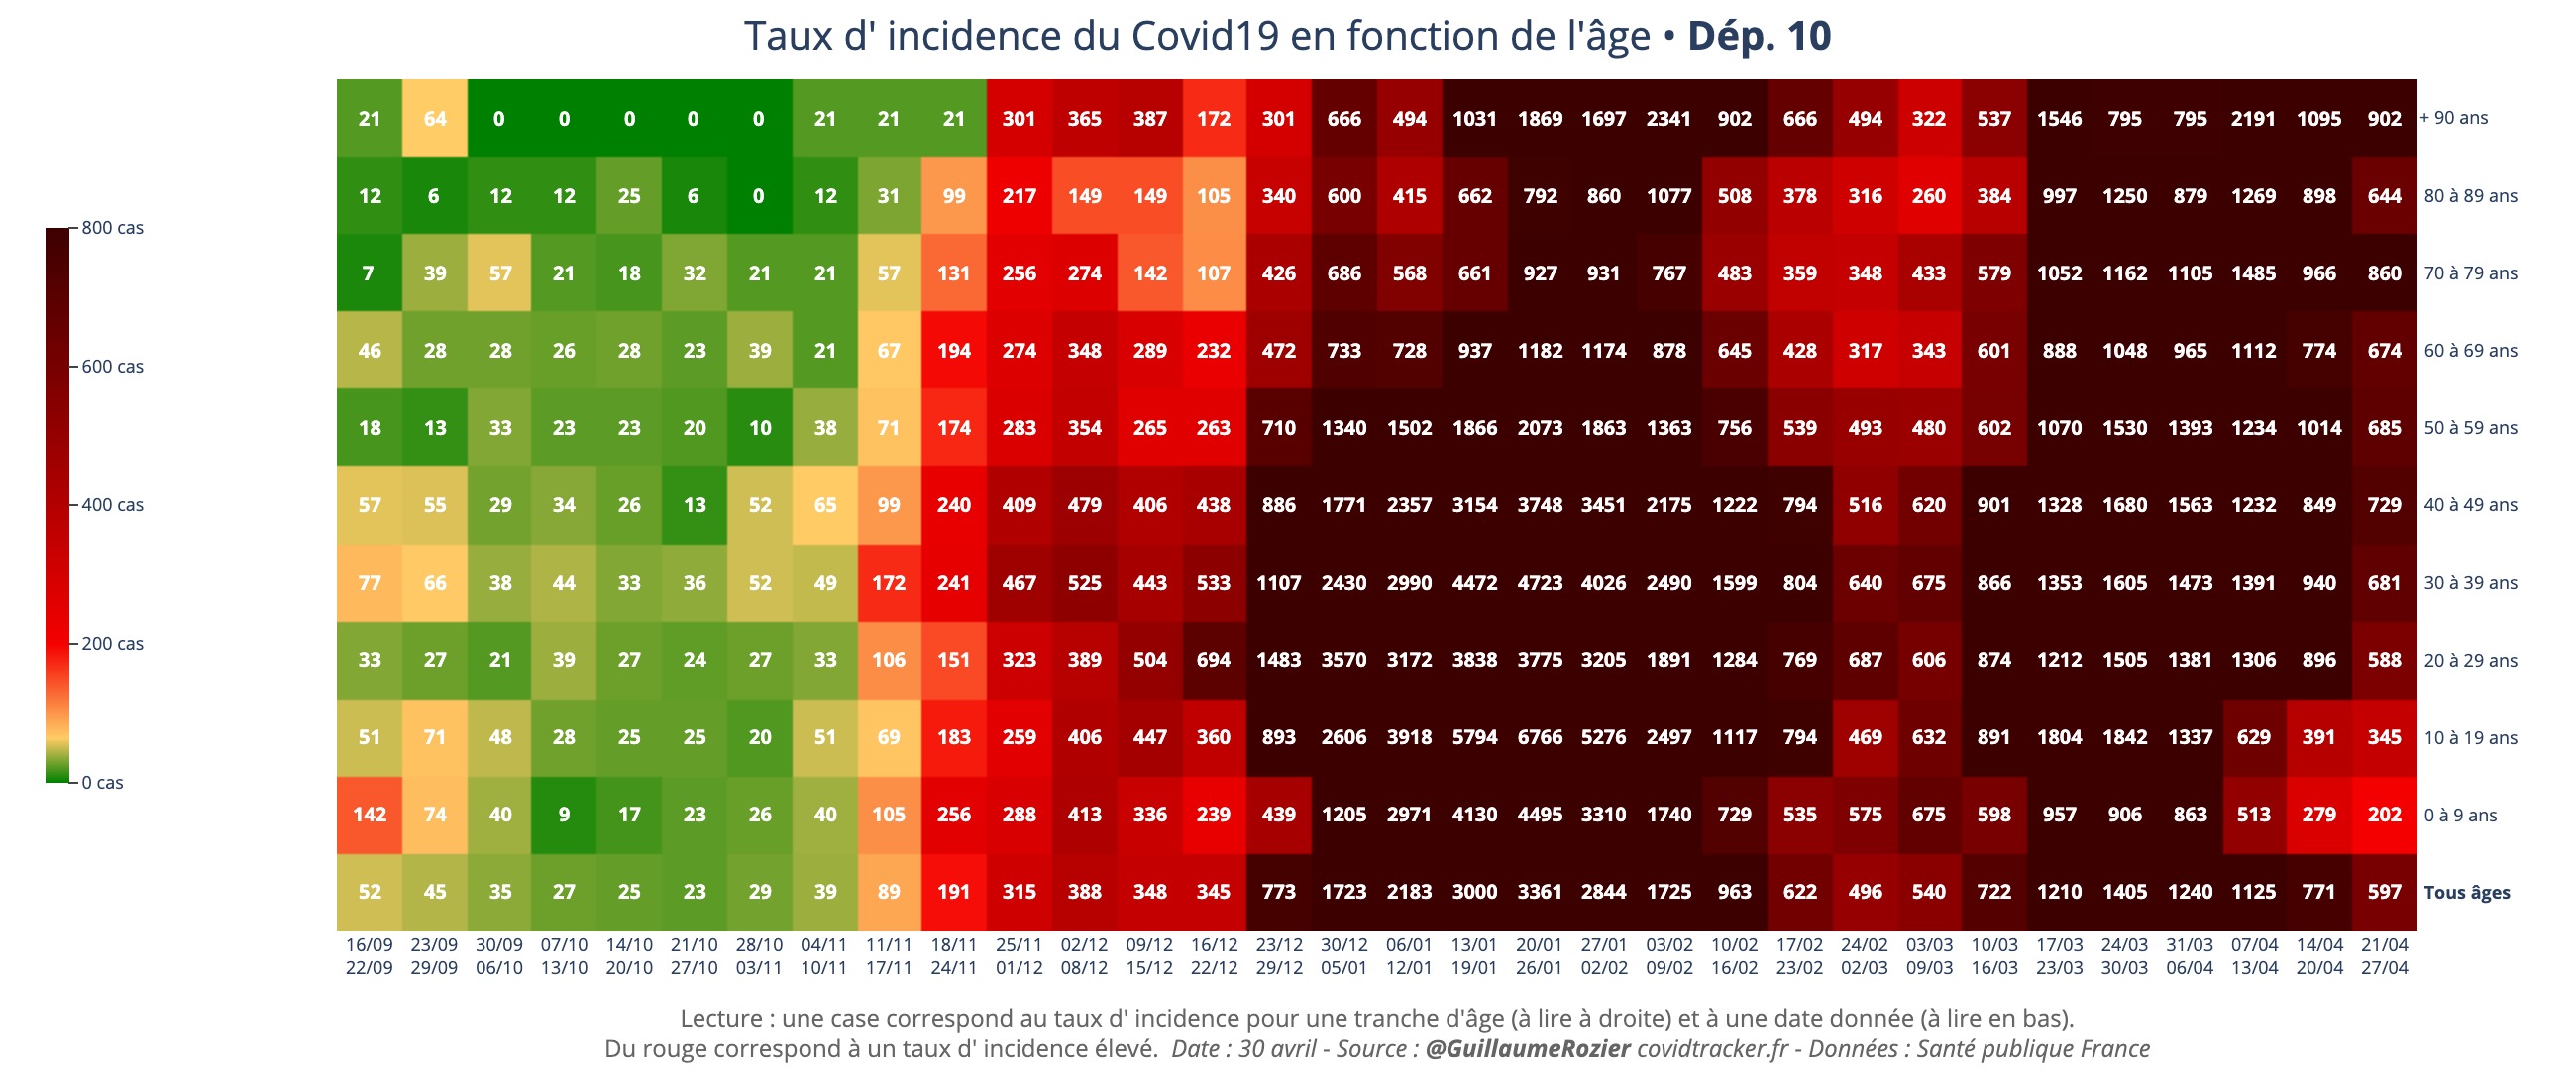 Taux d' incidence du Covid19 en fonction de l'âge • Dép. 10
800 cas
600 cas
400 cas
200 cas
0 cas
21 64 0 0 0 0 0 21 21 21 301 365 387 172 301 666 494 1031 1869 1697 2341 902 666 494 322 537 1546 795 795 2191 1095 902 + 90 ans
12 6 12 12 25 6 0 12 31 99 217 149 149 105 340 600 415 662 792 860 1077 508 378 316 260 384 997 1250 879 1269 898 644 80 à 89 ans
7 39 57 21 18 32 21 21 57 131 256 274 142 107 426 686 568 661 927 931 767 483 359 348 433 579 1052 1162 1105 1485 966 860 70 à 79 ans
46 28 28 26 28 23 39 21 67 194 274 348 289 232 472 733 728 937 1182 1174 878 645 428 317 343 601 888 1048 965 1112 774 674 60 à 69 ans
18 13 33 23 23 20 10 38 71 174 283 354 265 263 710 1340 1502 1866 2073 1863 1363 756 539 493 480 602 1070 1530 1393 1234 1014 685 50 à 59 ans
57 55 29 34 26 13 52 65 99 240 409 479 406 438 886 1771 2357 3154 3748 3451 2175 1222 794 516 620 901 1328 1680 1563 1232 849 729 40 à 49 ans
77 66 38 44 33 36 52 49 172 241 467 525 443 533 1107 2430 2990 4472 4723 4026 2490 1599 804 640 675 866 1353 1605 1473 1391 940 681 30 à 39 ans
33 27 21 39 27 24 27 33 106 151 323 389 504 694 1483 3570 3172 3838 3775 3205 1891 1284 769 687 606 874 1212 1505 1381 1306 896 588 20 à 29 ans
51 71 48 28 25 25 20 51 69 183 259 406 447 360 893 2606 3918 5794 6766 5276 2497 1117 794 469 632 891 1804 1842 1337 629 391 345 10 à 19 ans
142 74 40 9 17 23 26 40 105 256 288 413 336 239 439 1205 2971 4130 4495 3310 1740 729 535 575 675 598 957 906 863 513 279 202 0 à 9 ans
52 45 35 27 25 23 29 39 89 191 315 388 348 345 773 1723 2183 3000 3361 2844 1725 963 622 496 540 722 1210 1405 1240 1125 771 597 Tous âges
16/09 23/09 30/09 07/10 14/10 21/10 28/10 04/11 11/11 18/11 25/11 02/12 09/12 16/12 23/12 30/12 06/01 13/01 20/01 27/01 03/02 10/02 17/02 24/02 03/03 10/03 17/03 24/03 31/03 07/04 14/04 21/04
22/09 29/09 06/10 13/10 20/10 27/10 03/11 10/11 17/11 24/11 01/12 08/12 15/12 22/12 29/12 05/01 12/01 19/01 26/01 02/02 09/02 16/02 23/02 02/03 09/03 16/03 23/03 30/03 06/04 13/04 20/04 27/04
Lecture : une case correspond au taux d' incidence pour une tranche d'âge (à lire à droite) et à une date donnée (à lire en bas).
Du rouge correspond à un taux d' incidence élevé. Date : 30 avril - Source : @GuillaumeRozier covidtracker.fr - Données : Santé publique France